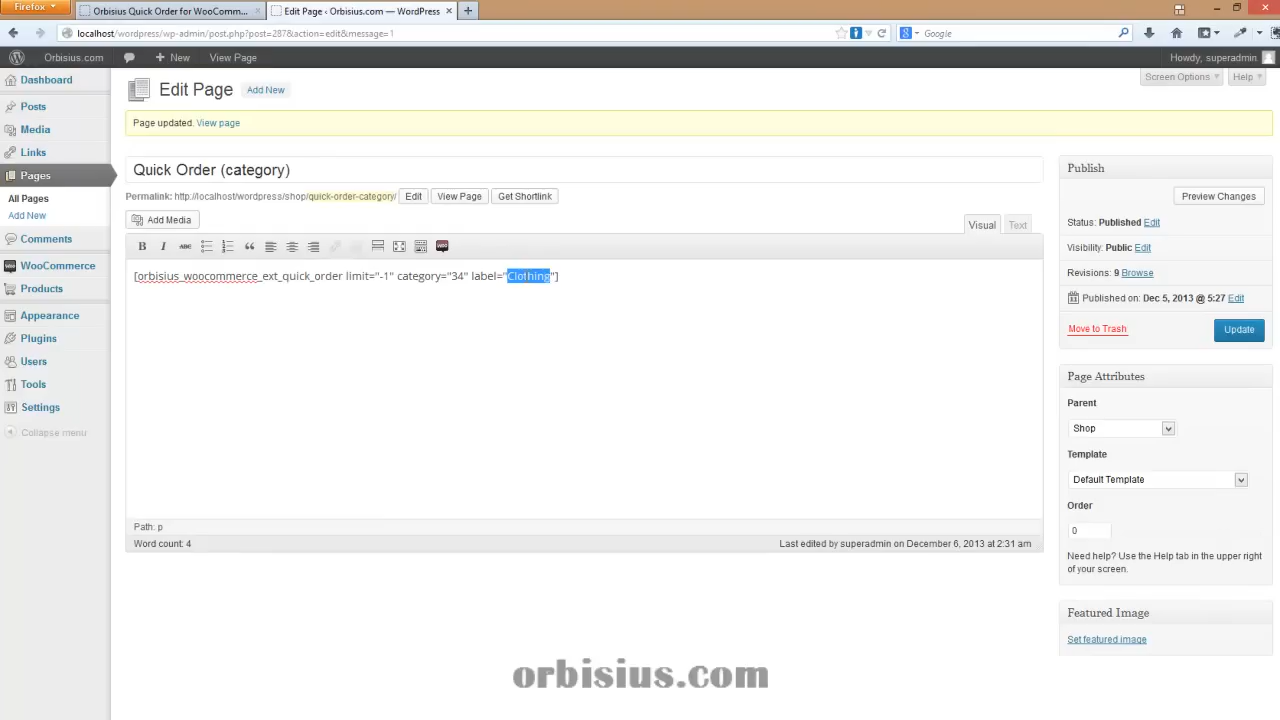 Firefox
Orbisius Quick Order for WooComm...
Edit Page ‹ Orbisius.com — WordPress
localhost/wordpress/wp-admin/post.php?post=287&action=edit&message=1
Google
Orbisius.com
New
View Page
Howdy, superadmin
Dashboard
Posts
Media
Links
Pages
All Pages
Add New
Comments
WooCommerce
Products
Appearance
Plugins
Users
Tools
Settings
Collapse menu
Screen Options
Help
Edit Page
Add New
Page updated. View page
Quick Order (category)
Permalink: http://localhost/wordpress/shop/quick-order-category/
Edit
View Page
Get Shortlink
Add Media
Visual
Text
B
I
ABC
[orbisius_woocommerce_ext_quick_order limit="-1" category="34" label="Clothing"]
Path: p
Word count: 4
Last edited by superadmin on December 6, 2013 at 2:31 am
Publish
Preview Changes
Status: Published Edit
Visibility: Public Edit
Revisions: 9 Browse
Published on: Dec 5, 2013 @ 5:27 Edit
Move to Trash
Update
Page Attributes
Parent
Shop
Template
Default Template
Order
0
Need help? Use the Help tab in the upper right
of your screen.
Featured Image
Set featured image
orbisius.com